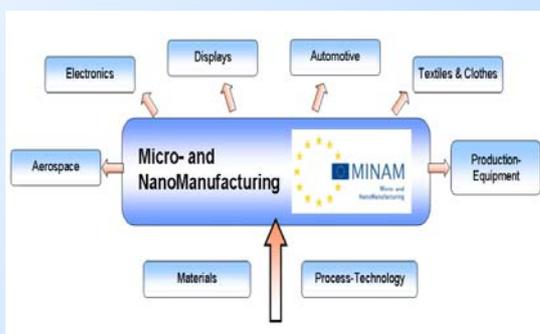 Displays
Automotive
Electronics
Textiles & Clothes
Micro- and
NanoManufacturing
MINAM
Micro- and
NanoManufacturing
Aerospace
Production-
Equipment
Materials
Process-Technology